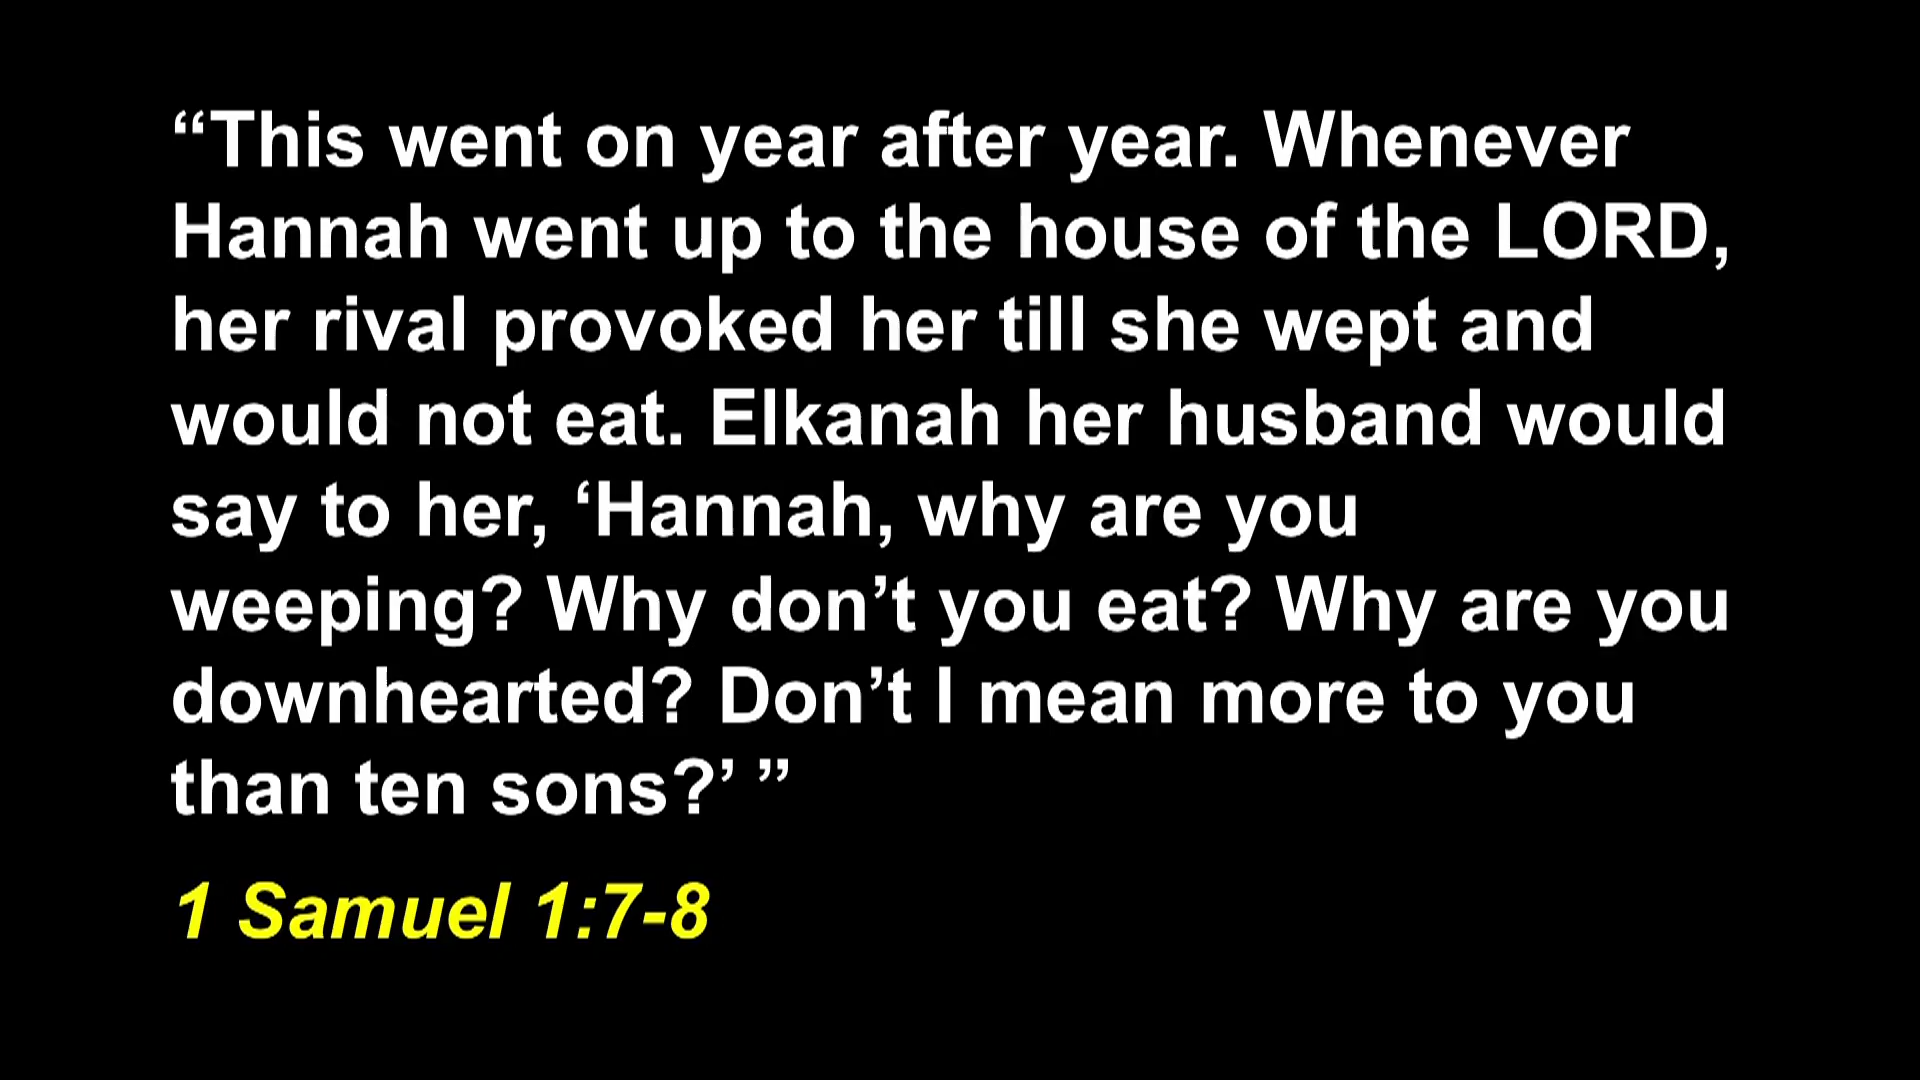 “This went on year after year. Whenever
Hannah went up to the house of the LORD,
her rival provoked her till she wept and
would not eat. Elkanah her husband would
say to her, ‘Hannah, why are you
weeping? Why don’t you eat? Why are you
downhearted? Don’t I mean more to you
than ten sons?’ ”
1 Samuel 1:7-8